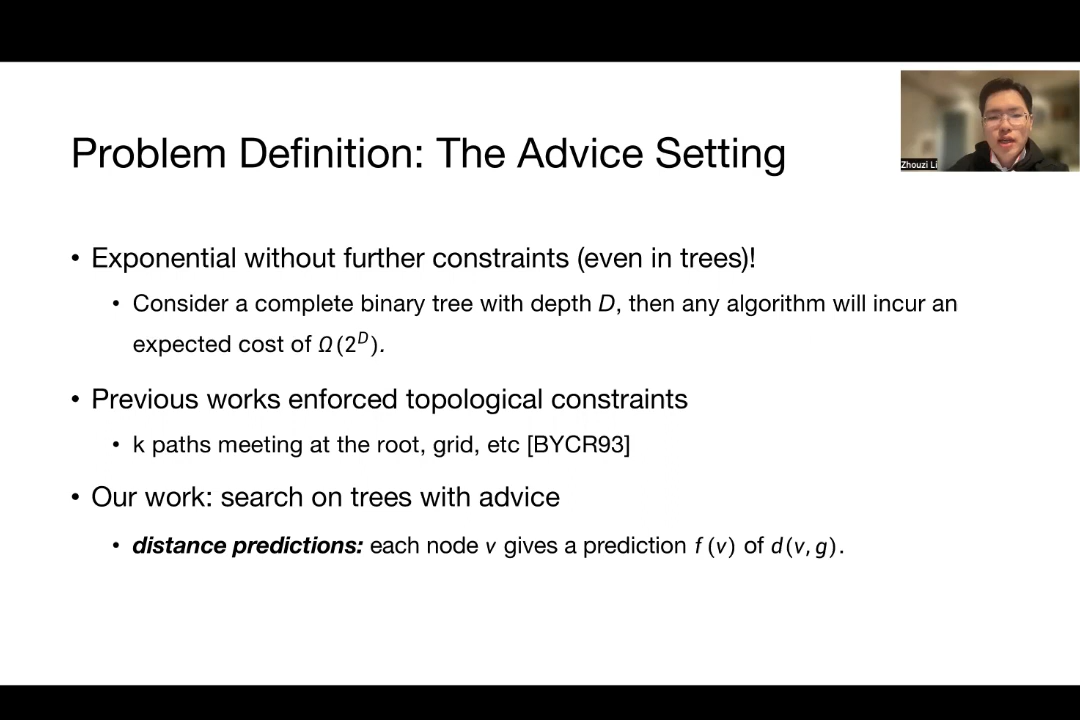 Problem Definition: The Advice Setting
Zhouzi Li
• Exponential without further constraints (even in trees)!
• Consider a complete binary tree with depth D, then any algorithm will incur an
expected cost of Ω(2^D).
• Previous works enforced topological constraints
• k paths meeting at the root, grid, etc [BYCR93]
• Our work: search on trees with advice
• distance predictions: each node v gives a prediction f(v) of d(v, g).